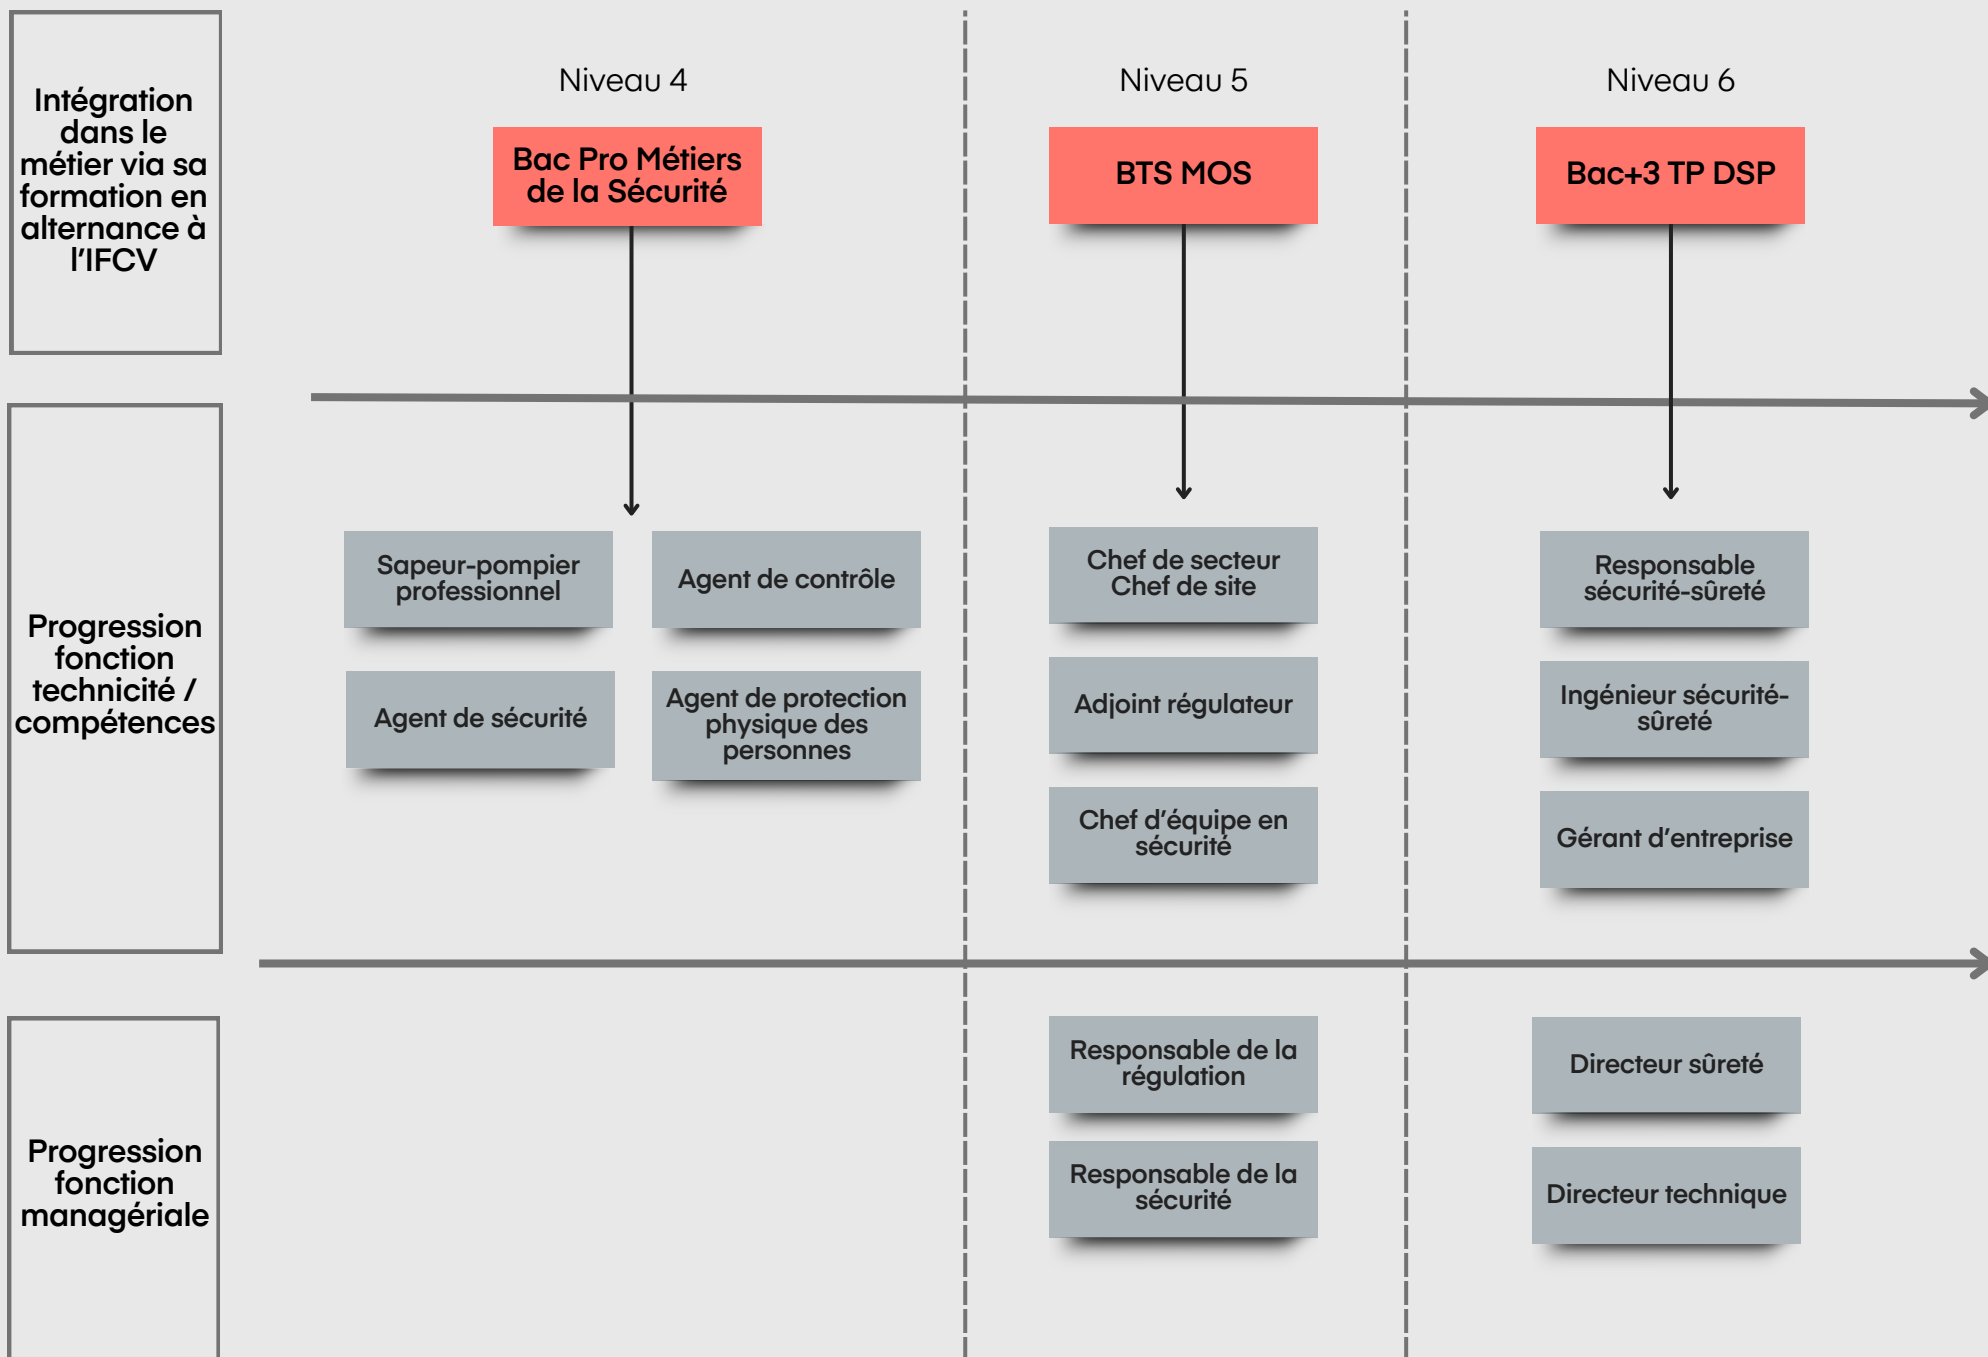 Intégration
dans le
métier via sa
formation en
alternance à
l'IFCV
Niveau 4
Bac Pro Métiers
de la Sécurité
Niveau 5
BTS MOS
Niveau 6
Bac+3 TP DSP
Progression
fonction
technicité /
compétences
Sapeur-pompier
professionnel
Agent de contrôle
Agent de sécurité
Agent de protection
physique des
personnes
Chef de secteur
Chef de site
Adjoint régulateur
Chef d'équipe en
sécurité
Responsable
sécurité-sûreté
Ingénieur sécurité-
sûreté
Gérant d'entreprise
Progression
fonction
managériale
Responsable de la
régulation
Responsable de la
sécurité
Directeur sûreté
Directeur technique